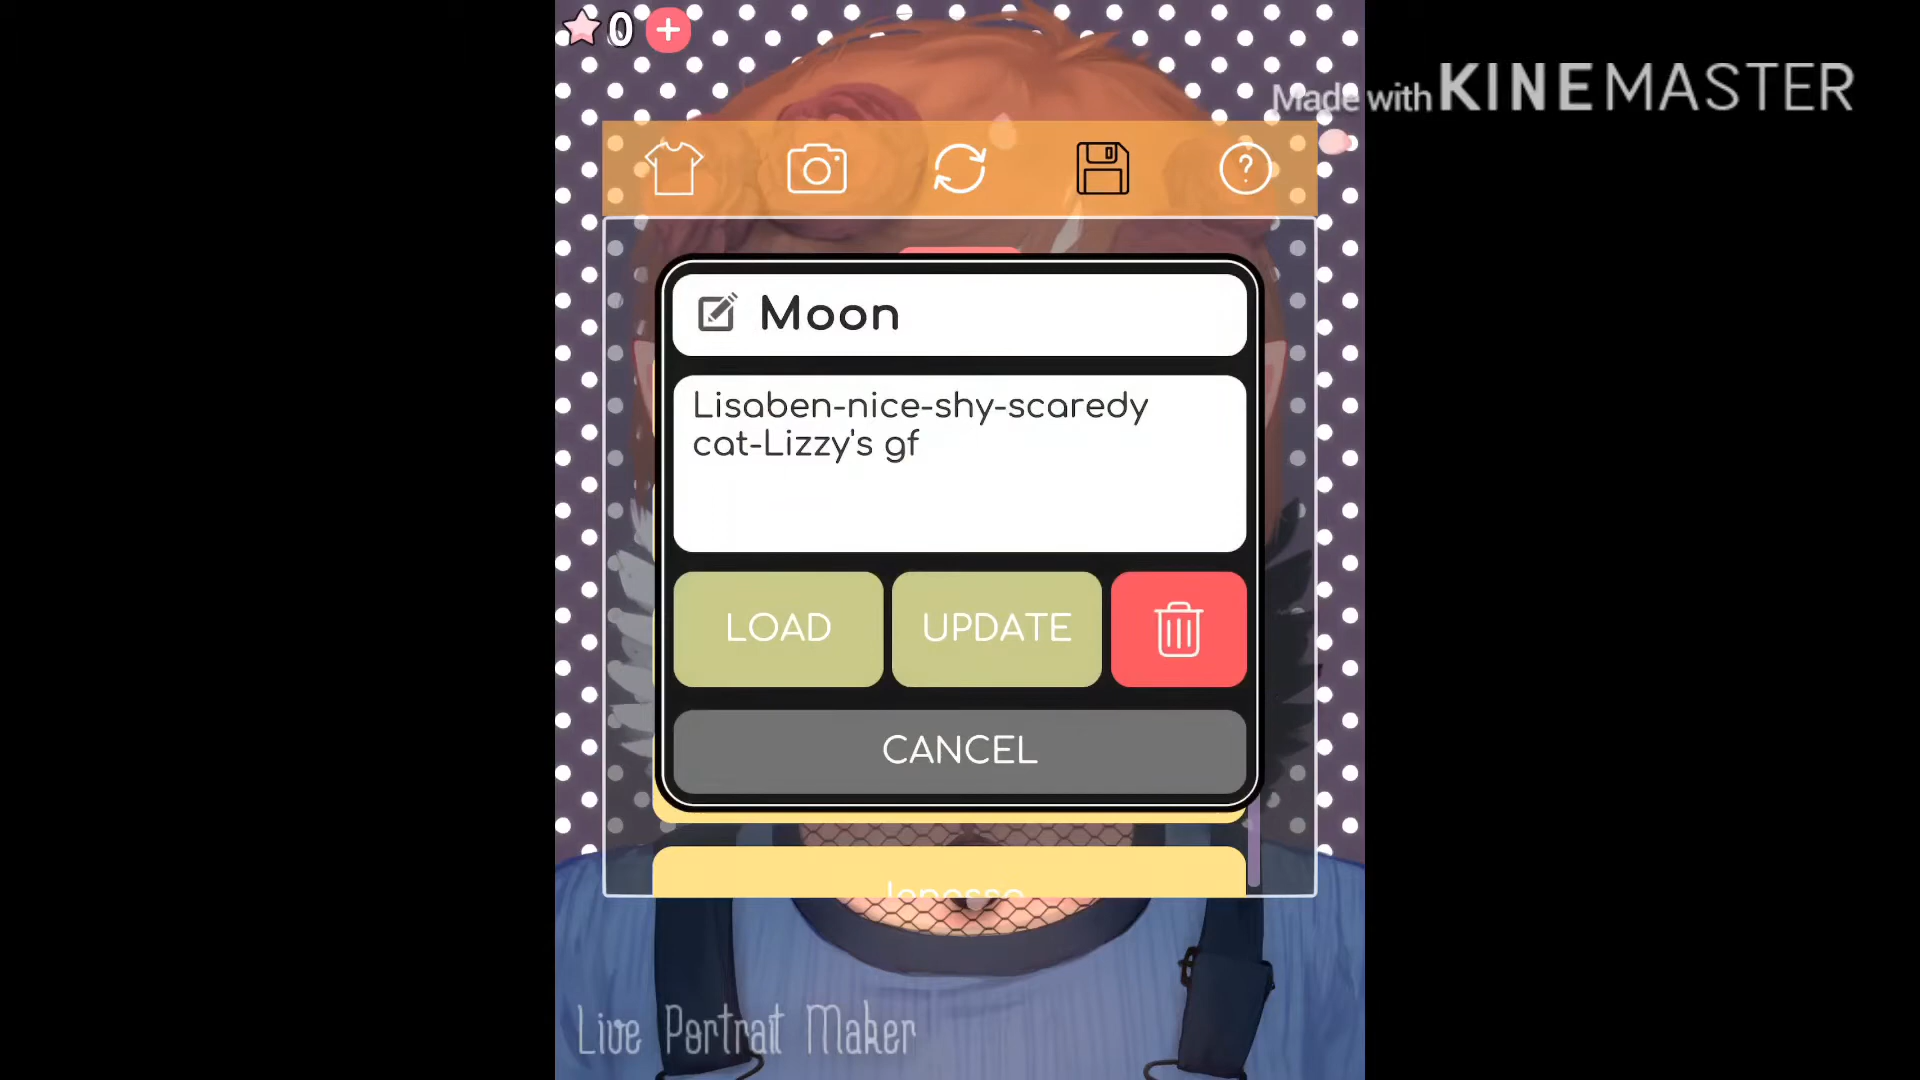 0
Made with KINEMASTER
Moon
Lisaben-nice-shy-scaredy
cat-Lizzy's gf
LOAD
UPDATE
CANCEL
Live Portrait Maker